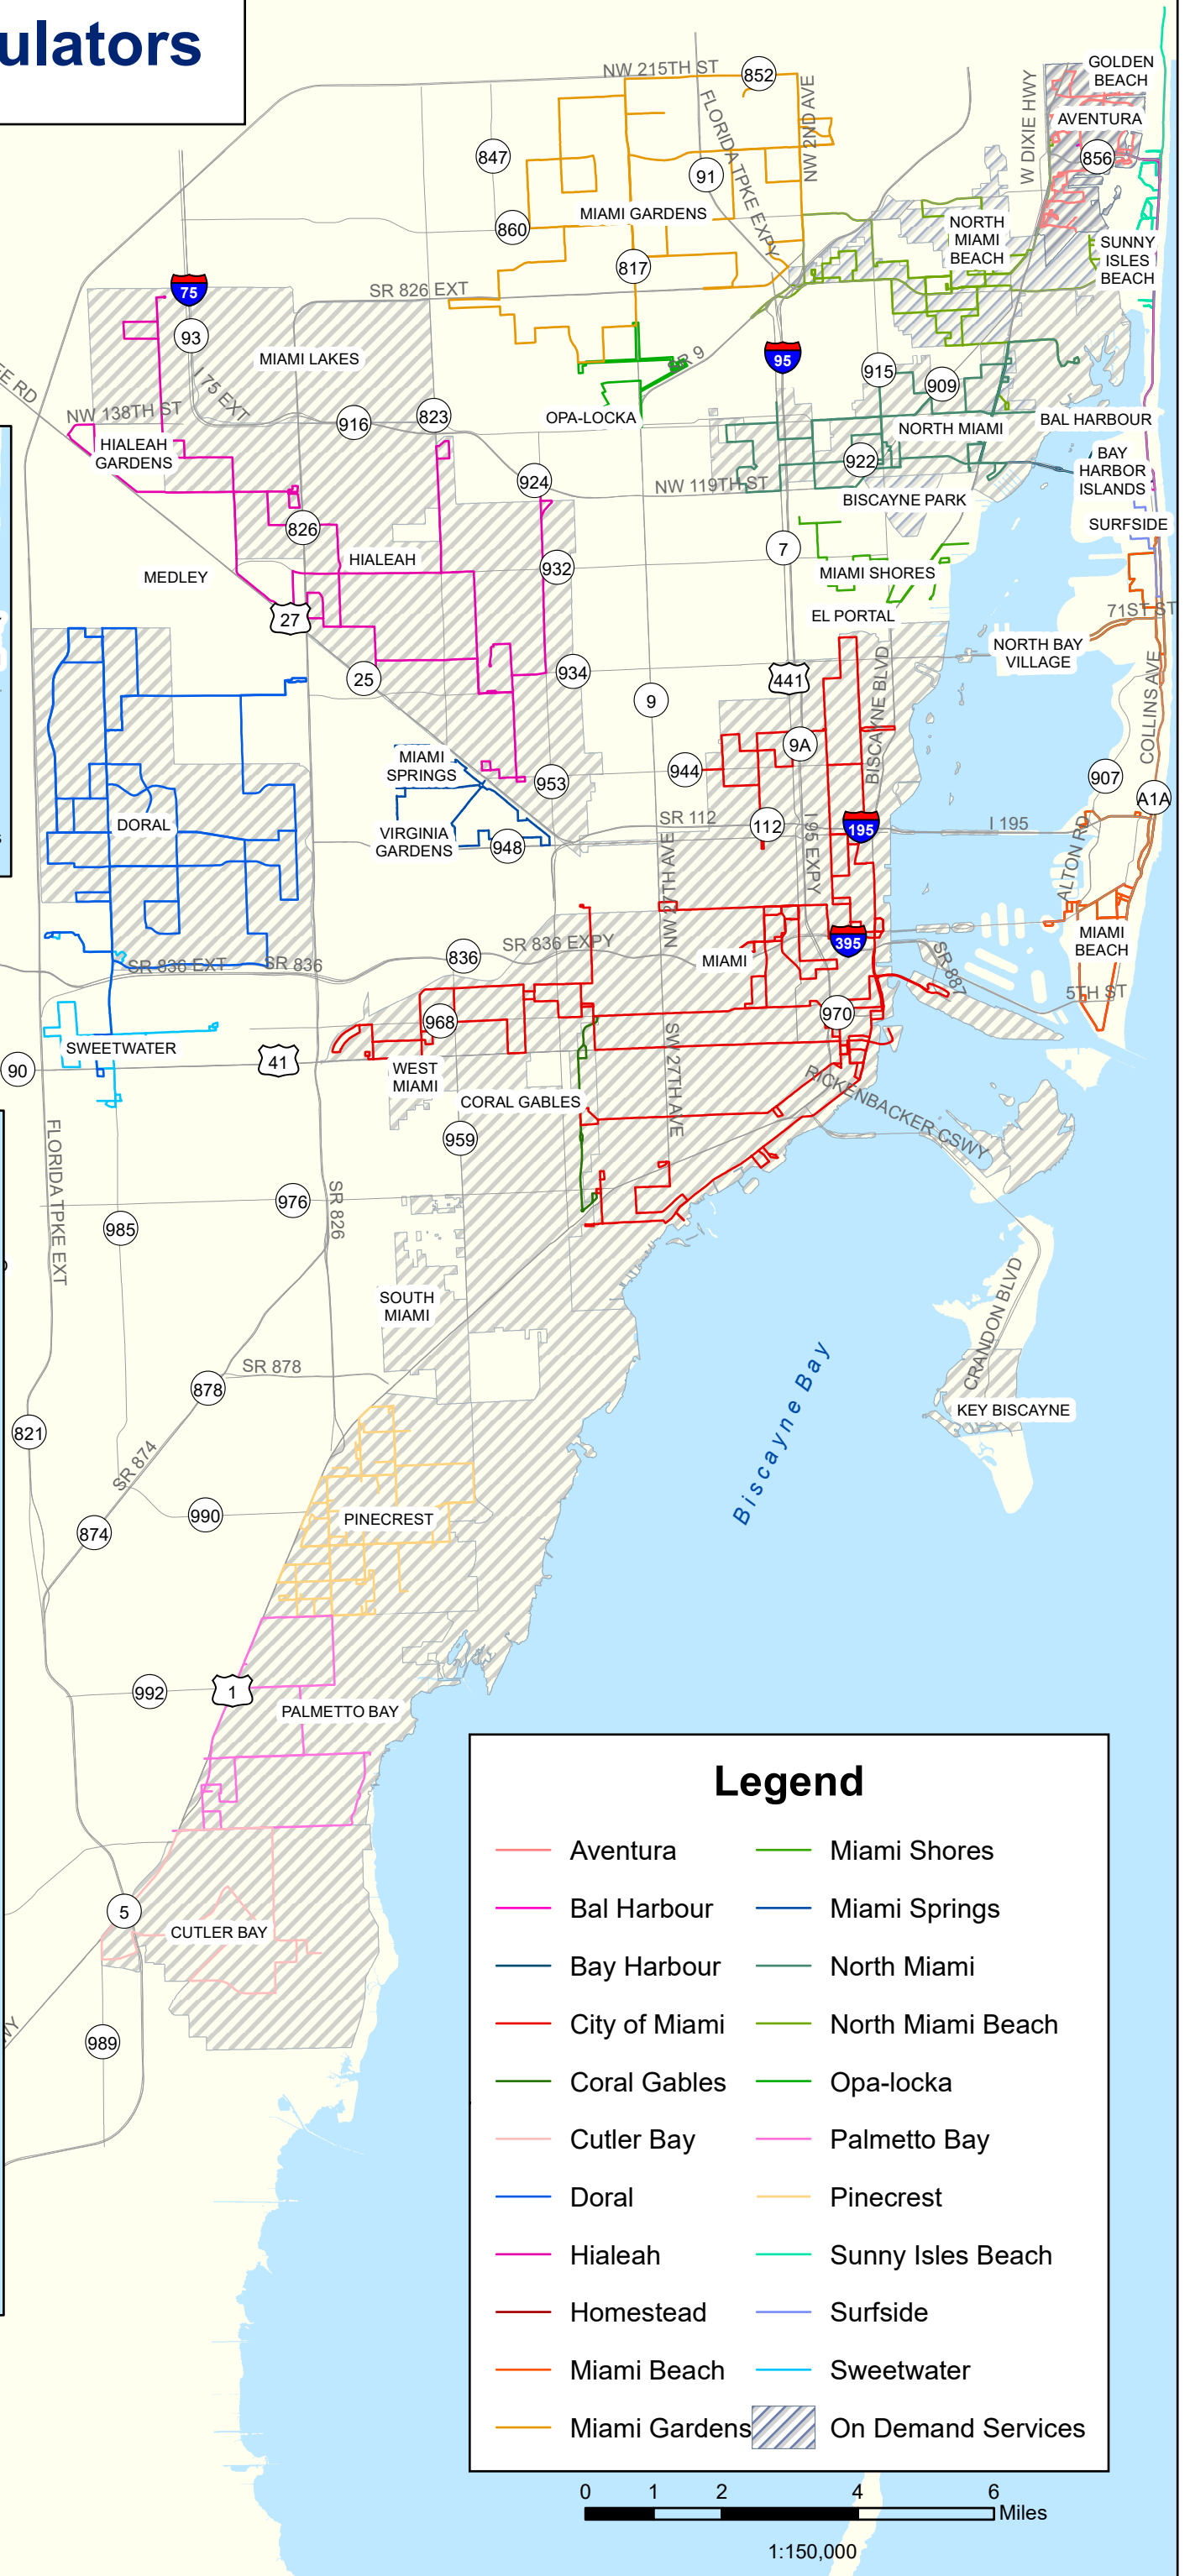 ulators
GOLDEN
BEACH
NW 215TH ST
852
AVENTURA
W DIXIE HWY
NW 2ND AVE
FLORIDA TPKE EXPY
847
91
856
860
MIAMI GARDENS
NORTH
MIAMI
BEACH
SUNNY
ISLES
BEACH
817
75
SR 826 EXT
93
MIAMI LAKES
95
I 75 EXT
915
909
EE RD
NW 138TH ST
916
823
OPA-LOCKA
NORTH MIAMI
BAL HARBOUR
HIALEAH
GARDENS
922
BAY
HARBOR
ISLANDS
924
NW 119TH ST
BISCAYNE PARK
826
SURFSIDE
7
HIALEAH
932
MEDLEY
MIAMI SHORES
27
EL PORTAL
71ST ST
NORTH BAY
VILLAGE
25
934
441
9
BISCAYNE BLVD
COLLINS AVE
9A
MIAMI
SPRINGS
944
953
907
A1A
DORAL
SR 112
112
195
I 195
VIRGINIA
GARDENS
948
I 95 EXPY
ALTON RD
NW 27TH AVE
SR 836 EXPY
395
MIAMI
BEACH
836
MIAMI
SR 836 EXT
SR 836
SR 887
5TH ST
968
970
SWEETWATER
41
90
WEST
MIAMI
SW 27TH AVE
RICKENBACKER CSWY
CORAL GABLES
959
FLORIDA TPKE EXT
976
SR 826
985
SOUTH
MIAMI
CRANDON BLVD
SR 878
878
Biscayne Bay
KEY BISCAYNE
821
SR 874
990
PINECREST
874
992
1
PALMETTO BAY
5
CUTLER BAY
989
Legend
Aventura
Bal Harbour
Bay Harbour
City of Miami
Coral Gables
Cutler Bay
Doral
Hialeah
Homestead
Miami Beach
Miami Gardens
Miami Shores
Miami Springs
North Miami
North Miami Beach
Opa-locka
Palmetto Bay
Pinecrest
Sunny Isles Beach
Surfside
Sweetwater
On Demand Services
0 1 2 4 6
Miles
1:150,000